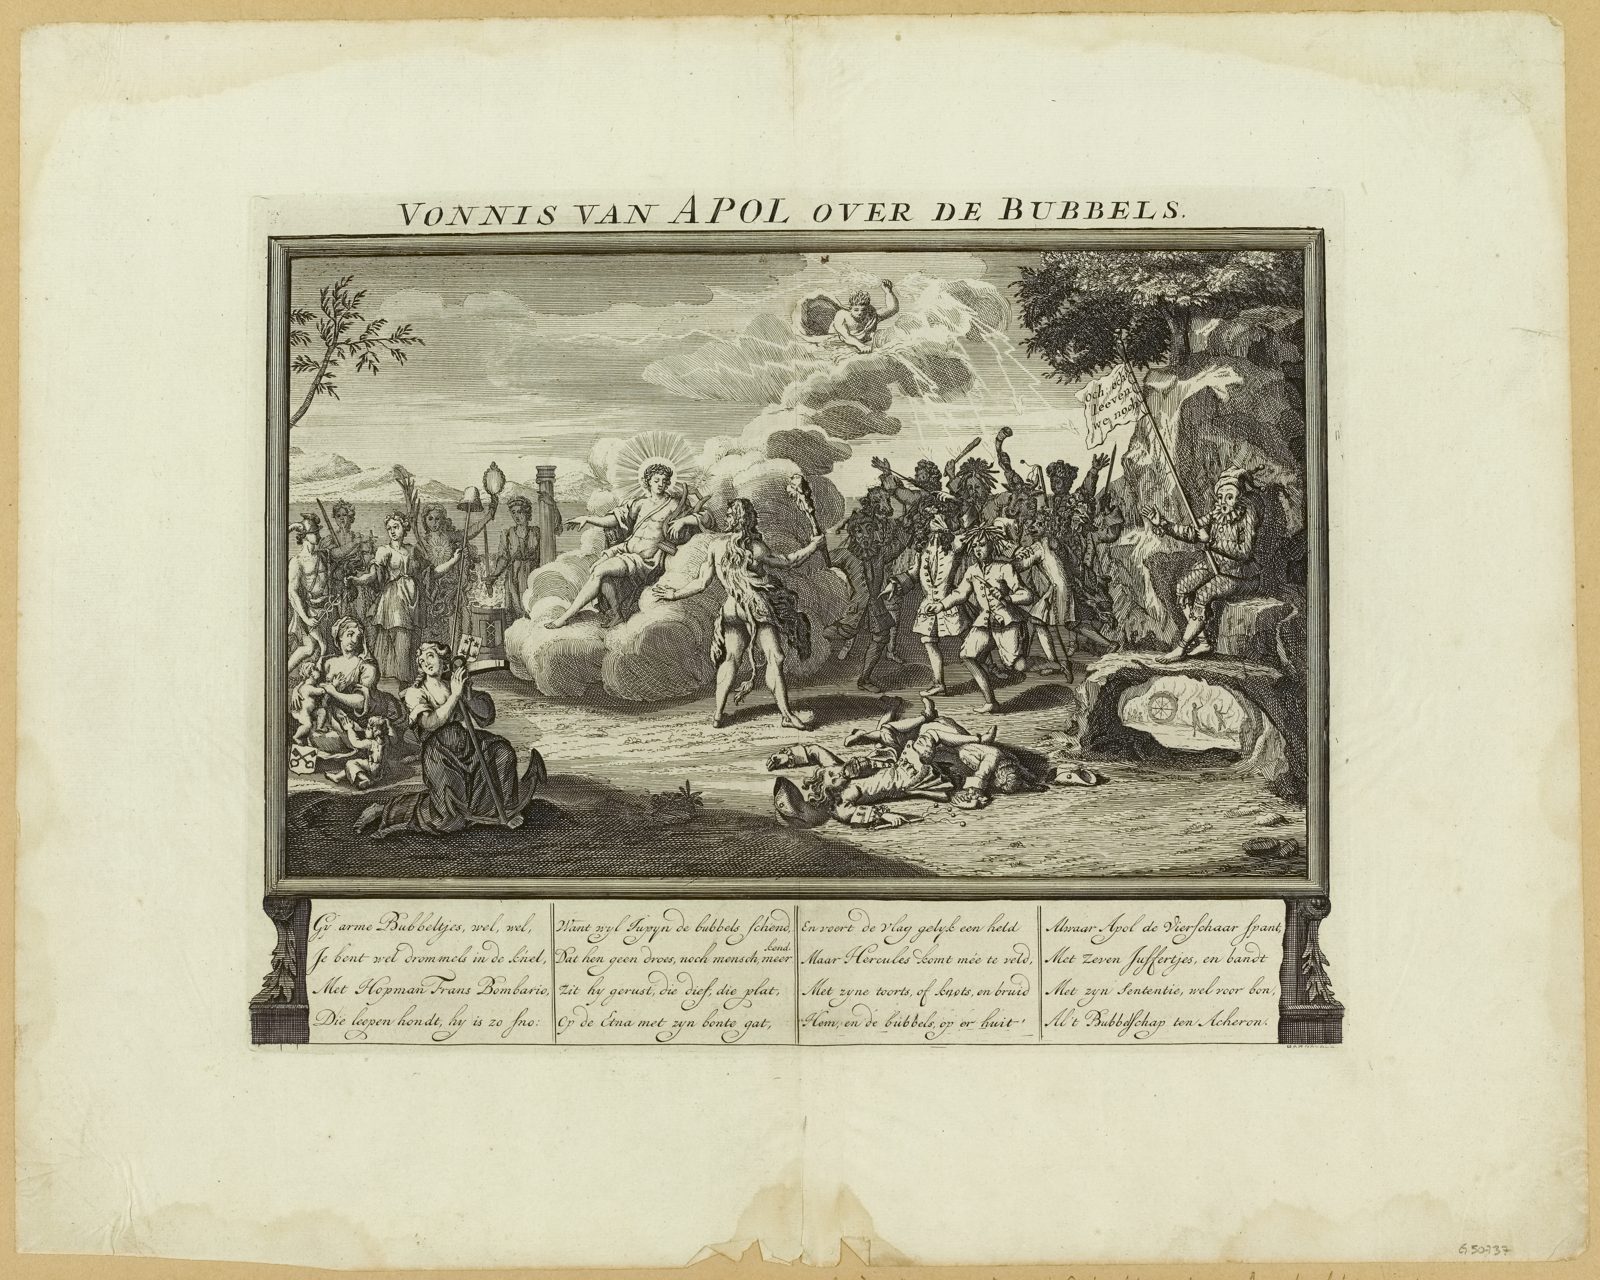 VONNIS VAN APOL OVER DE BUBBELS.
Och och
leeven
we noch
Gÿ arme Bubbeltjes, wel, wel,
Je bent wel drommels in de knel,
Met Hopman Frans Bombario,
Die leepen hondt, hy is zo sno:
Want wyl Jupyn de bubbels schend,
kend
Dat hen geen droes, noch mensch, meer
Zit hy gerust, die dief, die plat,
Op de Etna met zyn bonte gat,
En voert de vlag gelyk een held
Maar Hercules komt mée te veld,
Met zyne toorts, of knots, en bruid
Hem, en de bubbels, op er huit
Alwaar Apol de Vierschaar spant,
Met zeven Juffertjes, en bandt
Met zyn Sententie, wel voor bon,
Al't Bubbelschap ten Acheron.
G.50737